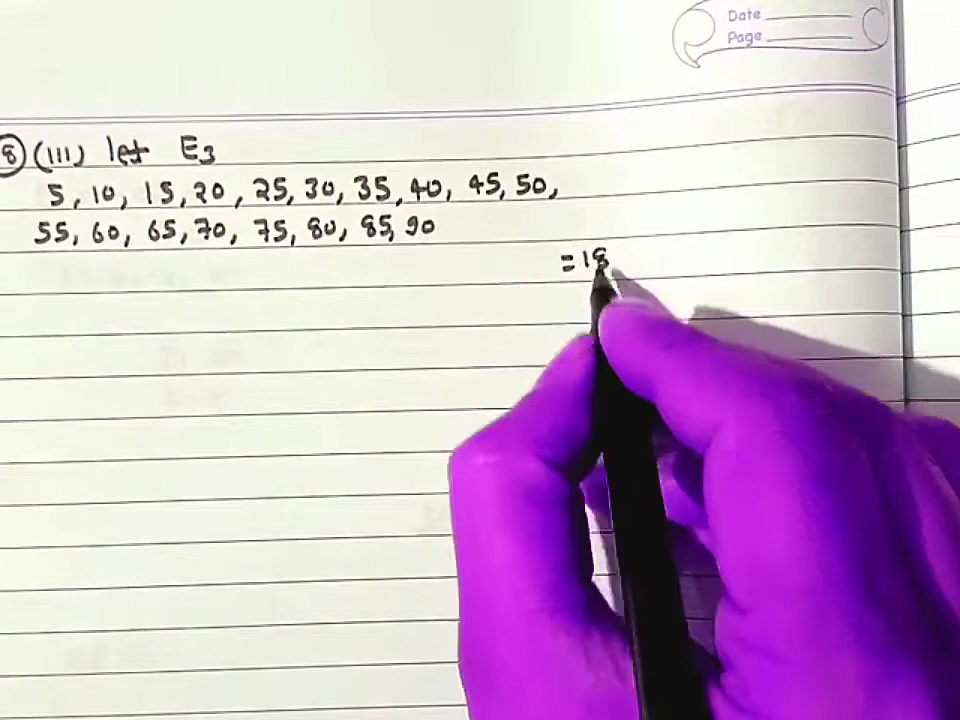 Date
Page
8 (111) let E3
5, 10, 15, 20, 25, 30, 35, 40, 45, 50,
55, 60, 65, 70, 75, 80, 85, 90
=18